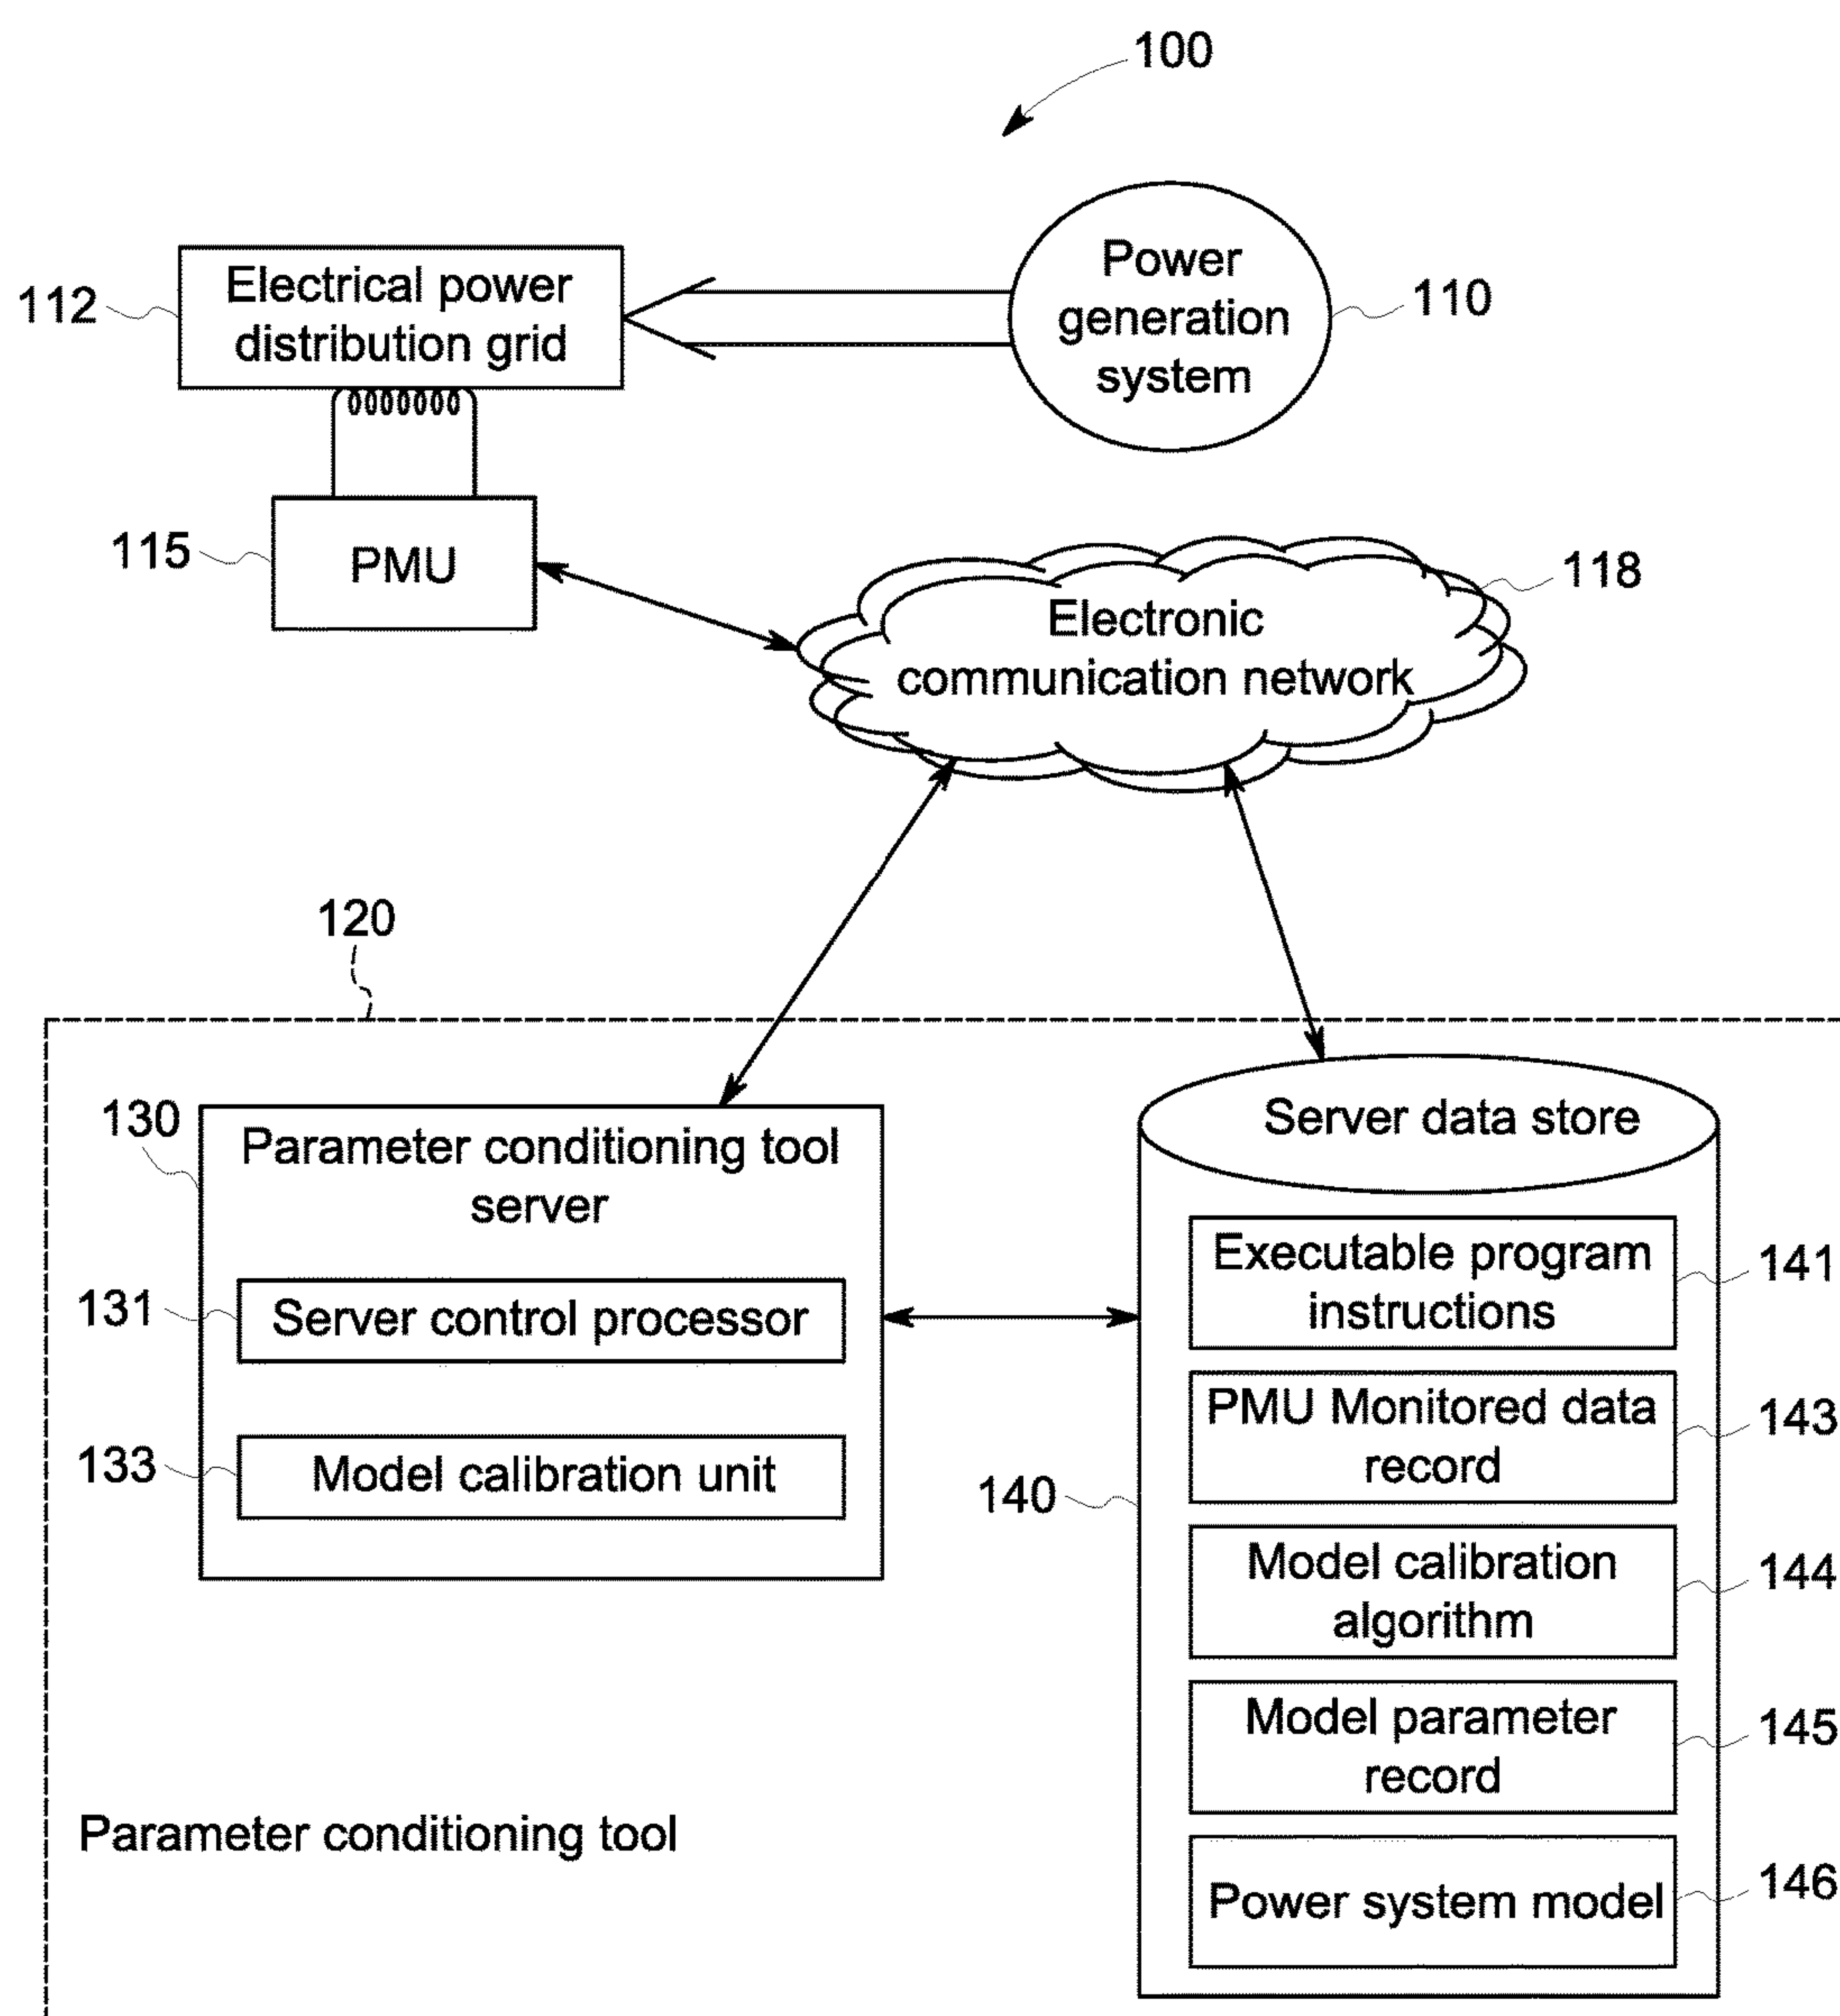 100
Electrical power
distribution grid
112
Power
generation
system
110
PMU
115
118
Electronic
communication network
120
130
Parameter conditioning tool
server
131
Server control processor
133
Model calibration unit
140
Server data store
Executable program
instructions
141
PMU Monitored data
record
143
Model calibration
algorithm
144
Model parameter
record
145
Power system model
146
Parameter conditioning tool